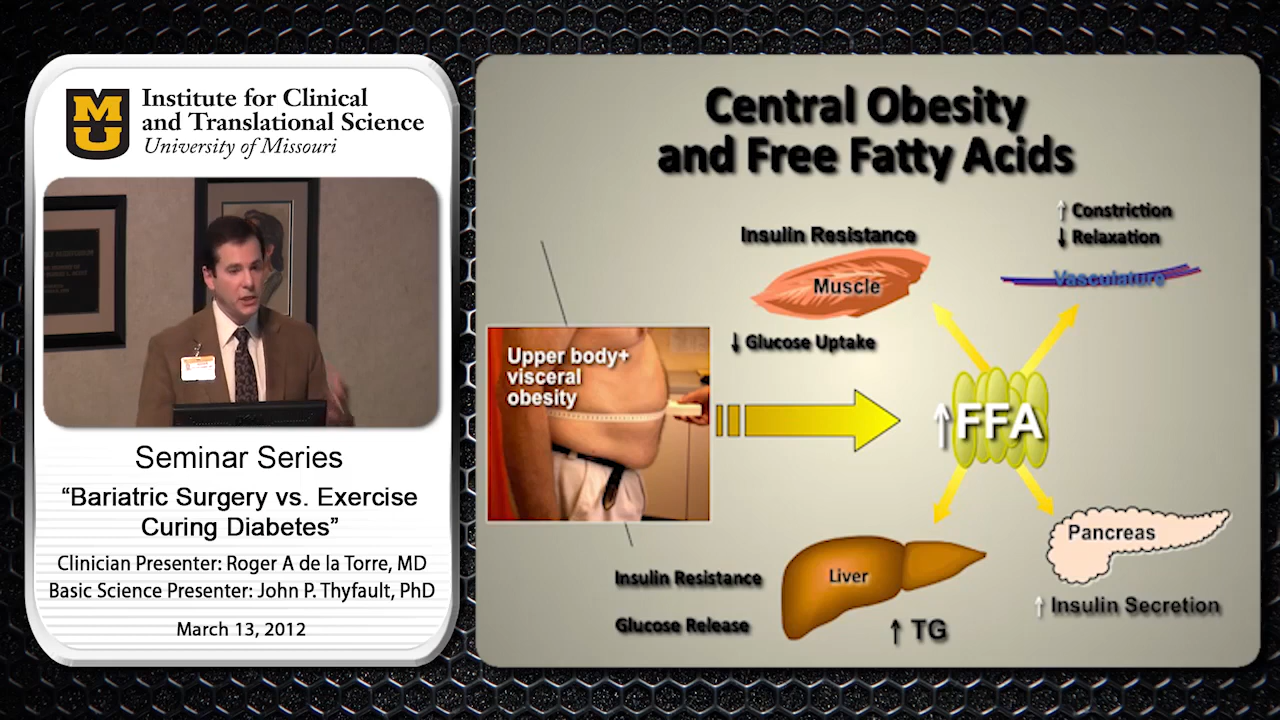 MU
Institute for Clinical
and Translational Science
University of Missouri
Seminar Series
“Bariatric Surgery vs. Exercise
Curing Diabetes”
Clinician Presenter: Roger A de la Torre, MD
Basic Science Presenter: John P. Thyfault, PhD
March 13, 2012
Central Obesity
and Free Fatty Acids
↑ Constriction
↓ Relaxation
Vasculature
Insulin Resistance
Muscle
↓ Glucose Uptake
Upper body+
visceral
obesity
↑FFA
Pancreas
↑ Insulin Secretion
Liver
Insulin Resistance
Glucose Release
↑ TG